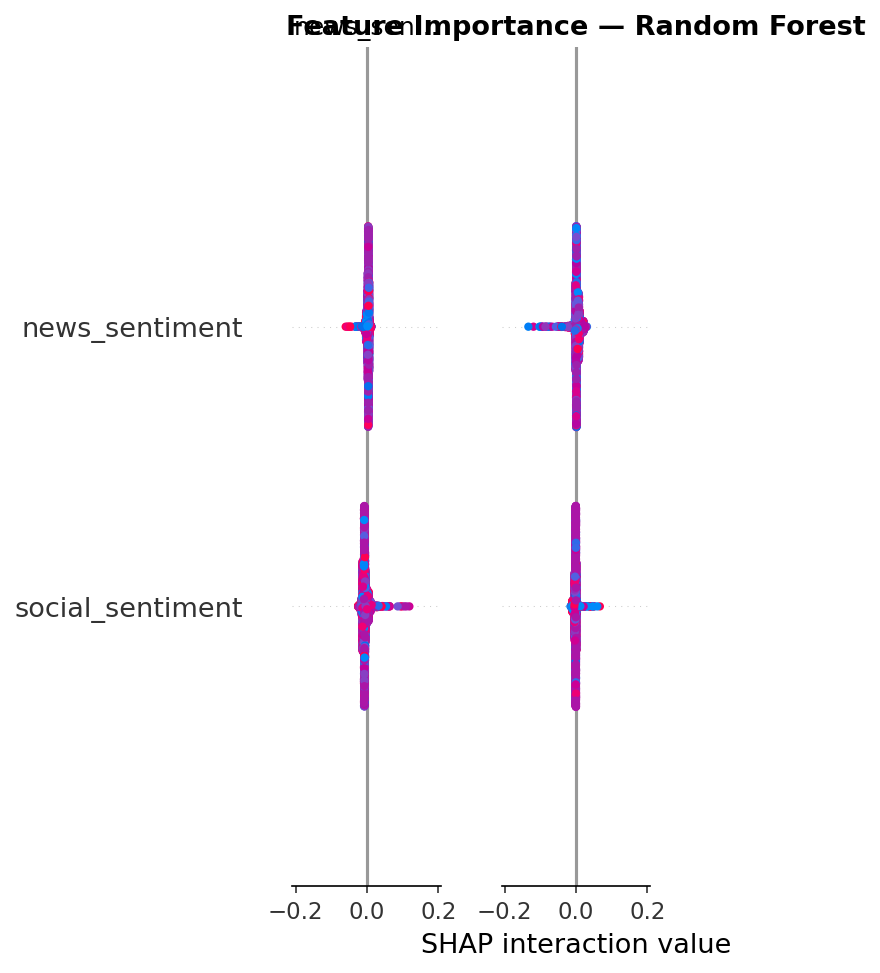 Feature Importance — Random Forest
news_sentiment
social_sentiment
−0.2 0.0 0.2 −0.2 0.0 0.2
SHAP interaction value